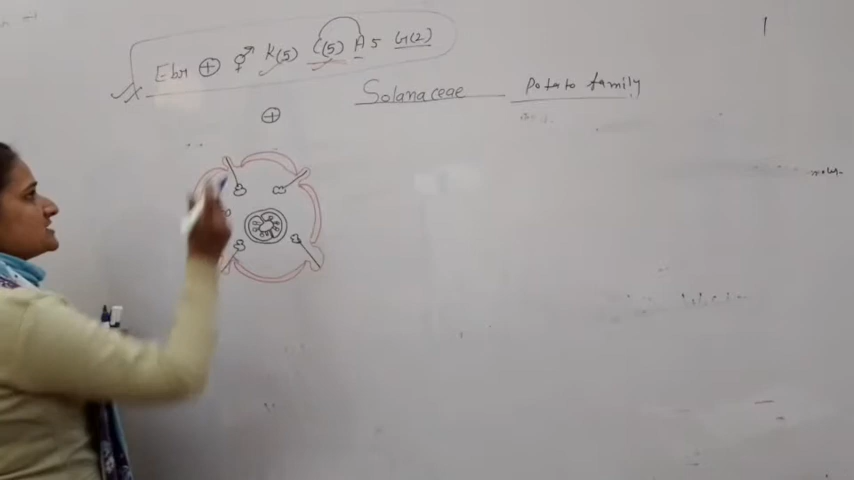 Ebr ⊕ ⚥ K(5) C(5) A5 G(2)
Solanaceae Potato family
⊕